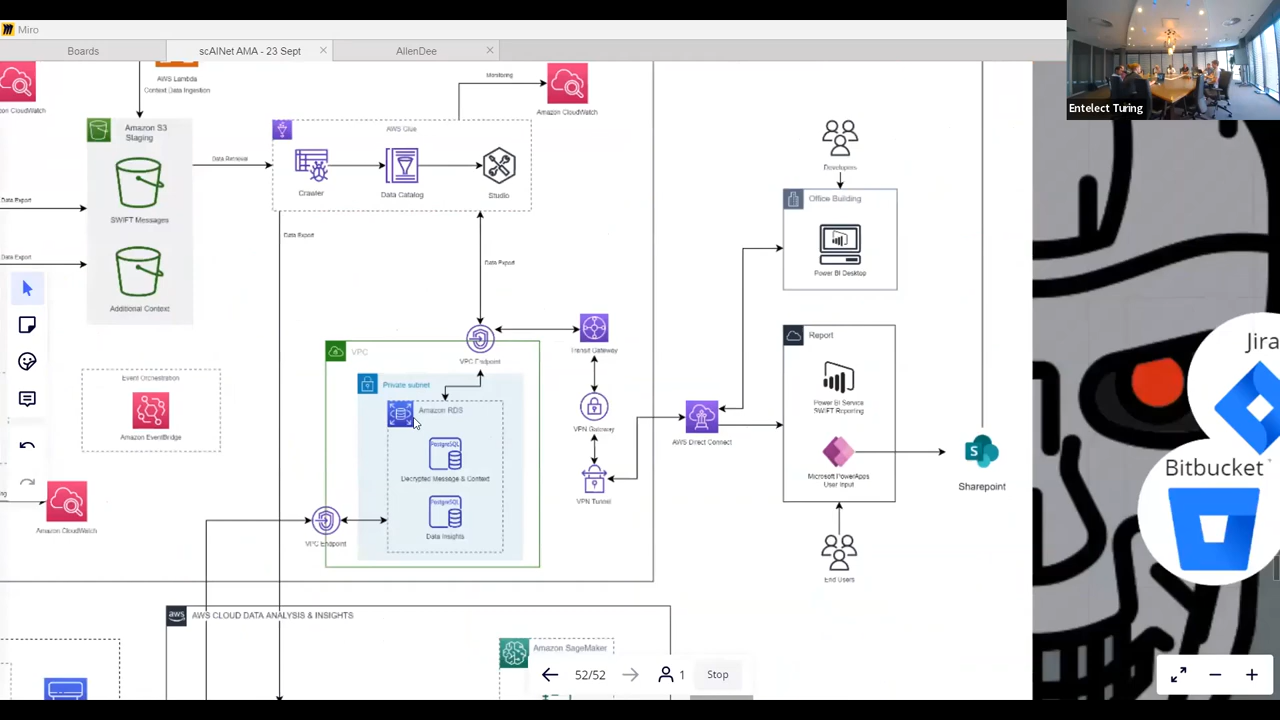 Miro
Boards
scAINet AMA - 23 Sept
AllenDee
Entelect Turing
AWS Lambda
Context Data Ingestion
Monitoring
Amazon CloudWatch
Amazon S3
Staging
SWIFT Messages
Additional Context
Data Export
Data Export
Data Retrieval
AWS Glue
Crawler
Data Catalog
Studio
Data Export
Data Export
Developers
Office Building
Power BI Desktop
VPC Endpoint
Transit Gateway
VPC
Private subnet
Amazon RDS
PostgreSQL
Decrypted Message & Context
PostgreSQL
Data Insights
VPC Endpoint
VPN Gateway
VPN Tunnel
AWS Direct Connect
Report
Power BI Service
SWIFT Reporting
Microsoft PowerApps
User Input
Sharepoint
End Users
Event Orchestration
Amazon EventBridge
Amazon CloudWatch
aws
AWS CLOUD DATA ANALYSIS & INSIGHTS
Amazon SageMaker
52/52
1
Stop
Jira
Bitbucket